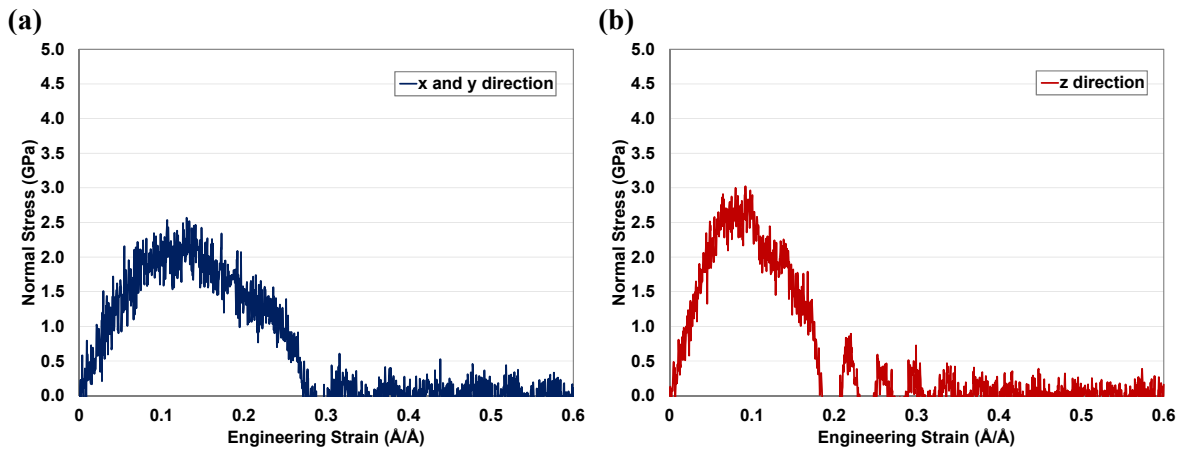 (a)
5.0
4.5
4.0
3.5
3.0
2.5
2.0
1.5
1.0
0.5
0.0
Normal Stress (GPa)
x and y direction
0 0.1 0.2 0.3 0.4 0.5 0.6
Engineering Strain (Å/Å)
(b)
5.0
4.5
4.0
3.5
3.0
2.5
2.0
1.5
1.0
0.5
0.0
Normal Stress (GPa)
z direction
0 0.1 0.2 0.3 0.4 0.5 0.6
Engineering Strain (Å/Å)